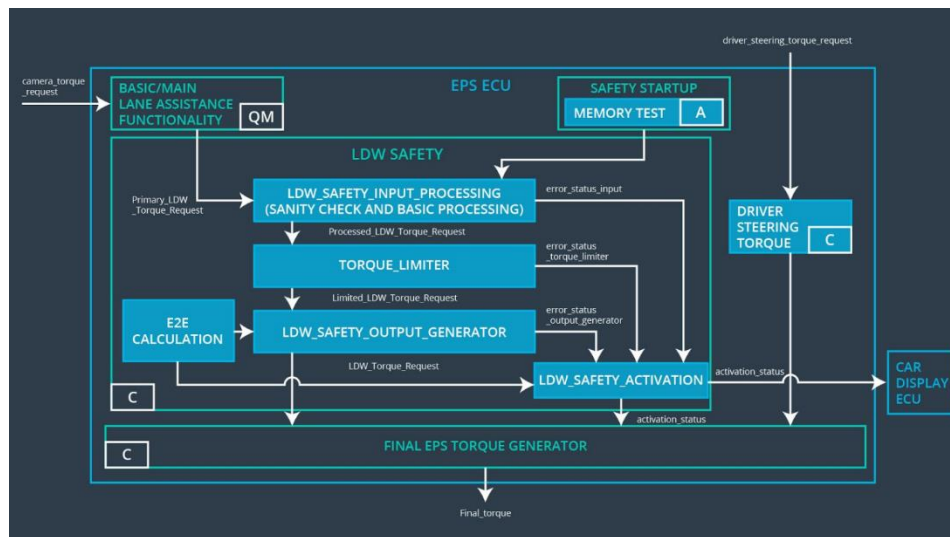 driver_steering_torque_request
camera_torque
_request
BASIC/MAIN
LANE ASSISTANCE
FUNCTIONALITY
QM
EPS ECU
SAFETY STARTUP
MEMORY TEST
A
LDW SAFETY
Primary_LDW
_Torque_Request
LDW_SAFETY_INPUT_PROCESSING
(SANITY CHECK AND BASIC PROCESSING)
error_status_input
Processed_LDW_Torque_Request
DRIVER
STEERING
TORQUE
C
TORQUE_LIMITER
error_status
_torque_limiter
Limited_LDW_Torque_Request
E2E
CALCULATION
LDW_SAFETY_OUTPUT_GENERATOR
error_status
_output_generator
LDW_Torque_Request
LDW_SAFETY_ACTIVATION
activation_status
CAR
DISPLAY
ECU
C
activation_status
FINAL EPS TORQUE GENERATOR
C
Final_torque